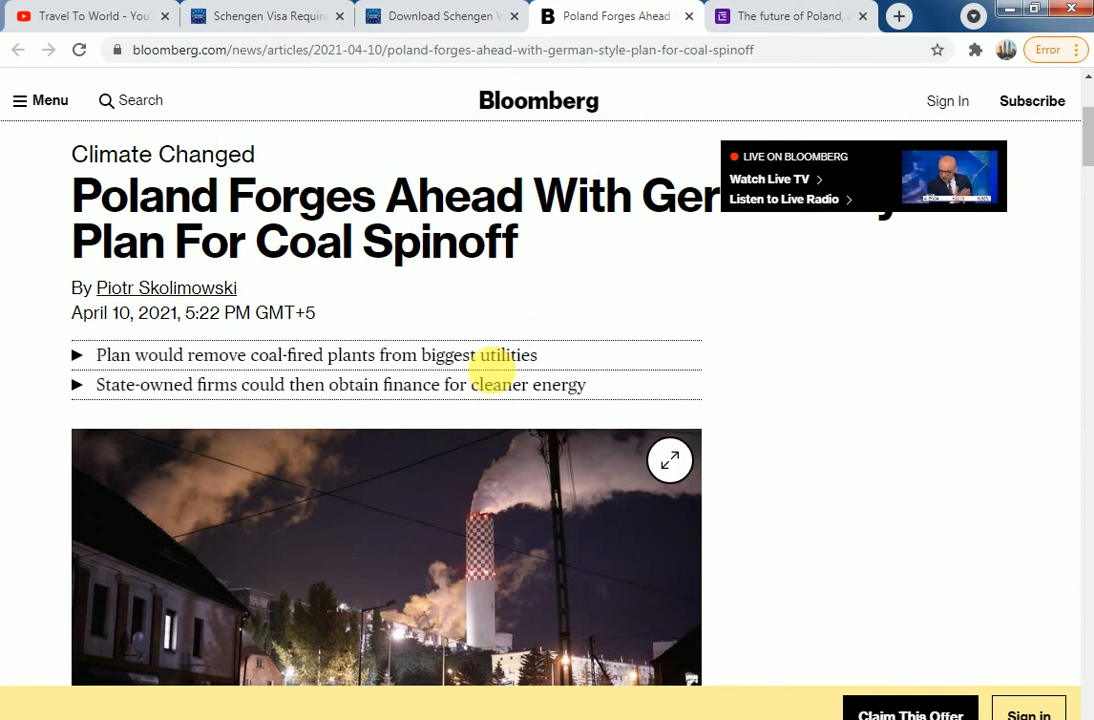 Travel To World - You
Schengen Visa Require
Download Schengen V
Poland Forges Ahead
The future of Poland,
bloomberg.com/news/articles/2021-04-10/poland-forges-ahead-with-german-style-plan-for-coal-spinoff
Error
Menu
Search
Bloomberg
Sign In
Subscribe
Climate Changed
LIVE ON BLOOMBERG
Watch Live TV
Listen to Live Radio
Poland Forges Ahead With Ger
Plan For Coal Spinoff
By Piotr Skolimowski
April 10, 2021, 5:22 PM GMT+5
Plan would remove coal-fired plants from biggest utilities
State-owned firms could then obtain finance for cleaner energy
Claim This Offer
Sign in